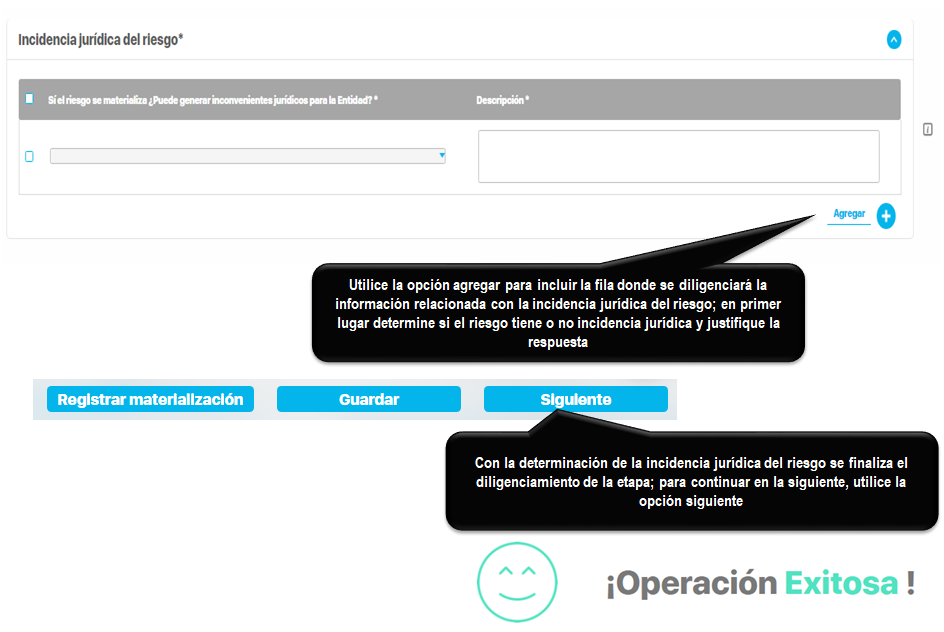 Incidencia jurídica del riesgo*
Sí el riesgo se materializa ¿Puede generar inconvenientes jurídicos para la Entidad? *
Descripción *
i
Agregar
Utilice la opción agregar para incluir la fila donde se diligenciará la
información relacionada con la incidencia jurídica del riesgo; en primer
lugar determine si el riesgo tiene o no incidencia jurídica y justifique la
respuesta
Registrar materialización
Guardar
Siguiente
Con la determinación de la incidencia jurídica del riesgo se finaliza el
diligenciamiento de la etapa; para continuar en la siguiente, utilice la
opción siguiente
¡Operación Exitosa !